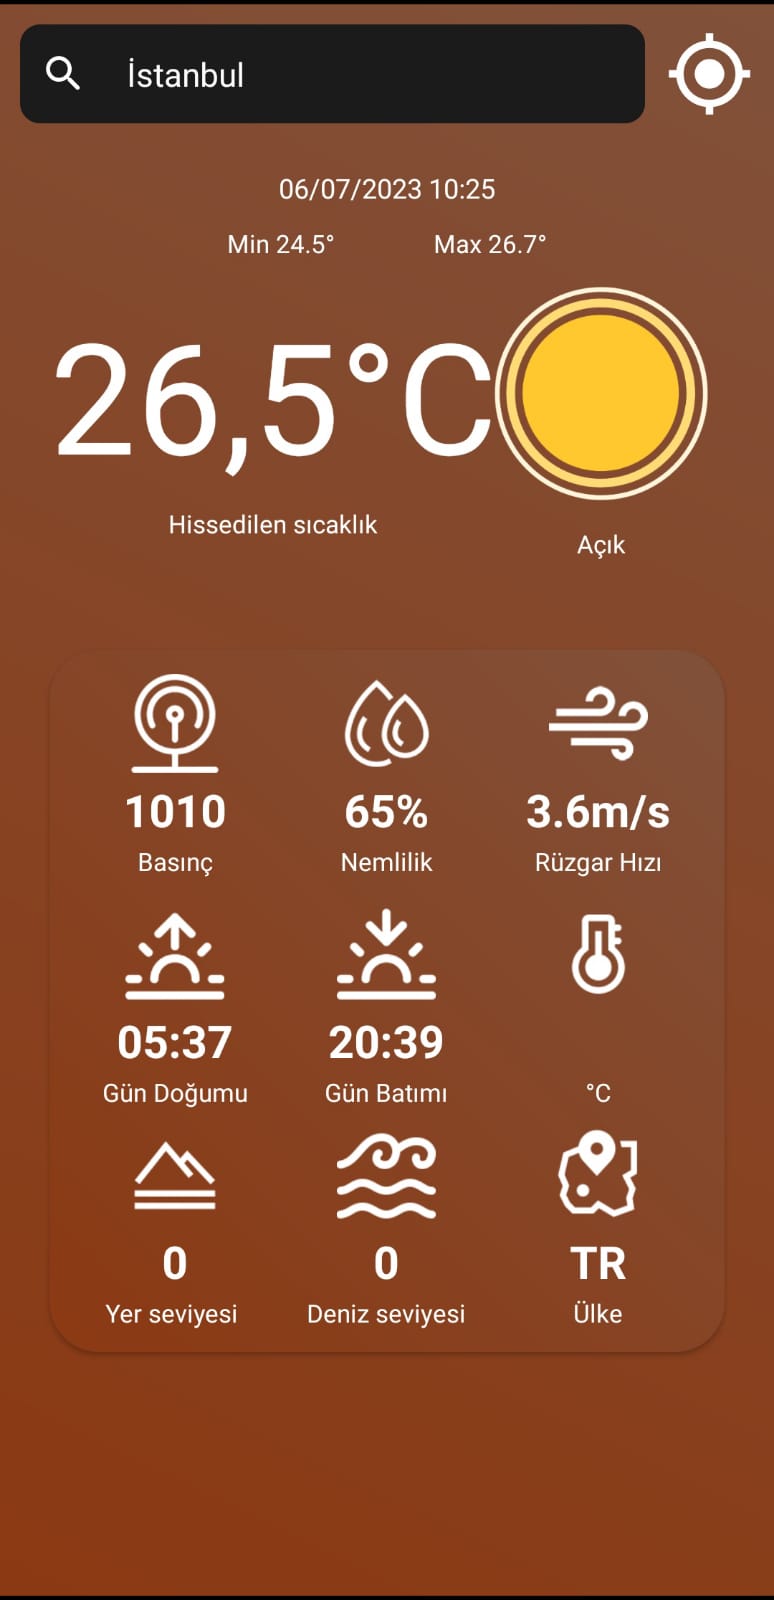 İstanbul
06/07/2023 10:25
Min 24.5° Max 26.7°
26,5°C
Hissedilen sıcaklık
Açık
1010 65% 3.6m/s
Basınç Nemlilik Rüzgar Hızı
05:37 20:39
Gün Doğumu Gün Batımı °C
0 0 TR
Yer seviyesi Deniz seviyesi Ülke